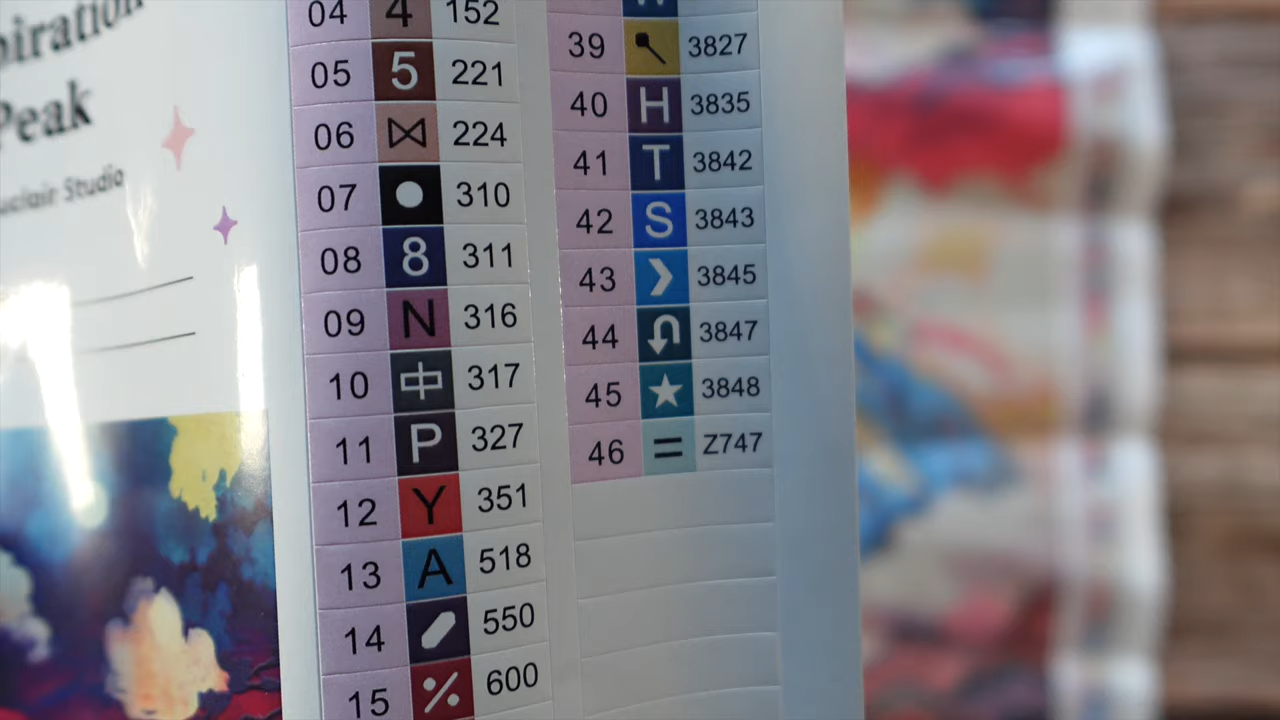 Peak
Studio
04 4 152
05 5 221
06 ⋈ 224
07 ● 310
08 8 311
09 N 316
10 中 317
11 P 327
12 Y 351
13 A 518
14 550
15 % 600
39 3827
40 H 3835
41 T 3842
42 S 3843
43 ❯ 3845
44 3847
45 ★ 3848
46 = Z747